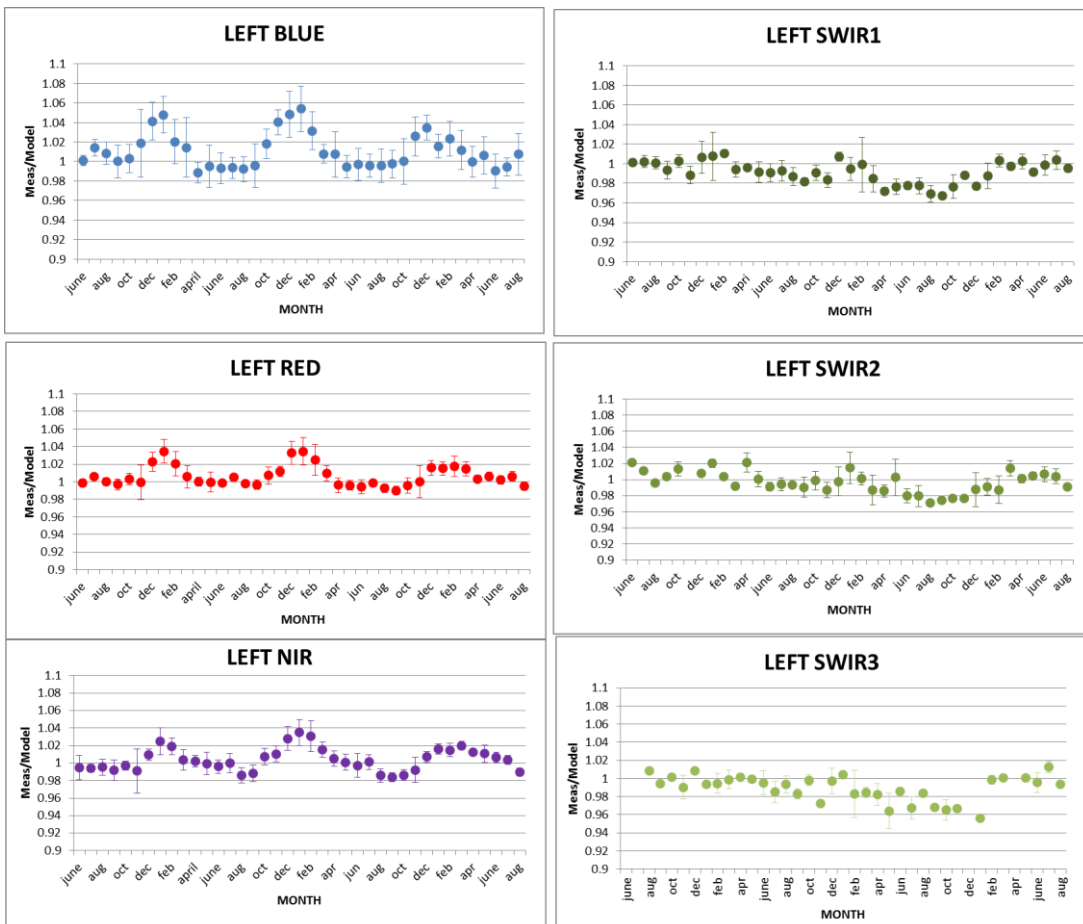 LEFT BLUE
1.1
1.08
1.06
1.04
1.02
1
0.98
0.96
0.94
0.92
0.9
Meas/Model
june aug oct dec feb april june aug oct dec feb apr jun aug oct dec feb apr june aug
MONTH
LEFT SWIR1
1.1
1.08
1.06
1.04
1.02
1
0.98
0.96
0.94
0.92
0.9
Meas/Model
june aug oct dec feb apri june aug oct dec feb apr jun aug oct dec feb apr june aug
MONTH
LEFT RED
1.1
1.08
1.06
1.04
1.02
1
0.98
0.96
0.94
0.92
0.9
Meas/Model
june aug oct dec feb april june aug oct dec feb apr jun aug oct dec feb apr june aug
MONTH
LEFT SWIR2
1.1
1.08
1.06
1.04
1.02
1
0.98
0.96
0.94
0.92
0.9
Meas/Model
june aug oct dec feb apr june aug oct dec feb apr jun aug oct dec feb apr june aug
MONTH
LEFT NIR
1.1
1.08
1.06
1.04
1.02
1
0.98
0.96
0.94
0.92
0.9
Meas/Model
june aug oct dec feb april june aug oct dec feb apr jun aug oct dec feb apr june aug
MONTH
LEFT SWIR3
1.1
1.08
1.06
1.04
1.02
1
0.98
0.96
0.94
0.92
0.9
Meas/Model
june aug oct dec feb apr june aug oct dec feb apr jun aug oct dec feb apr june aug
MONTH